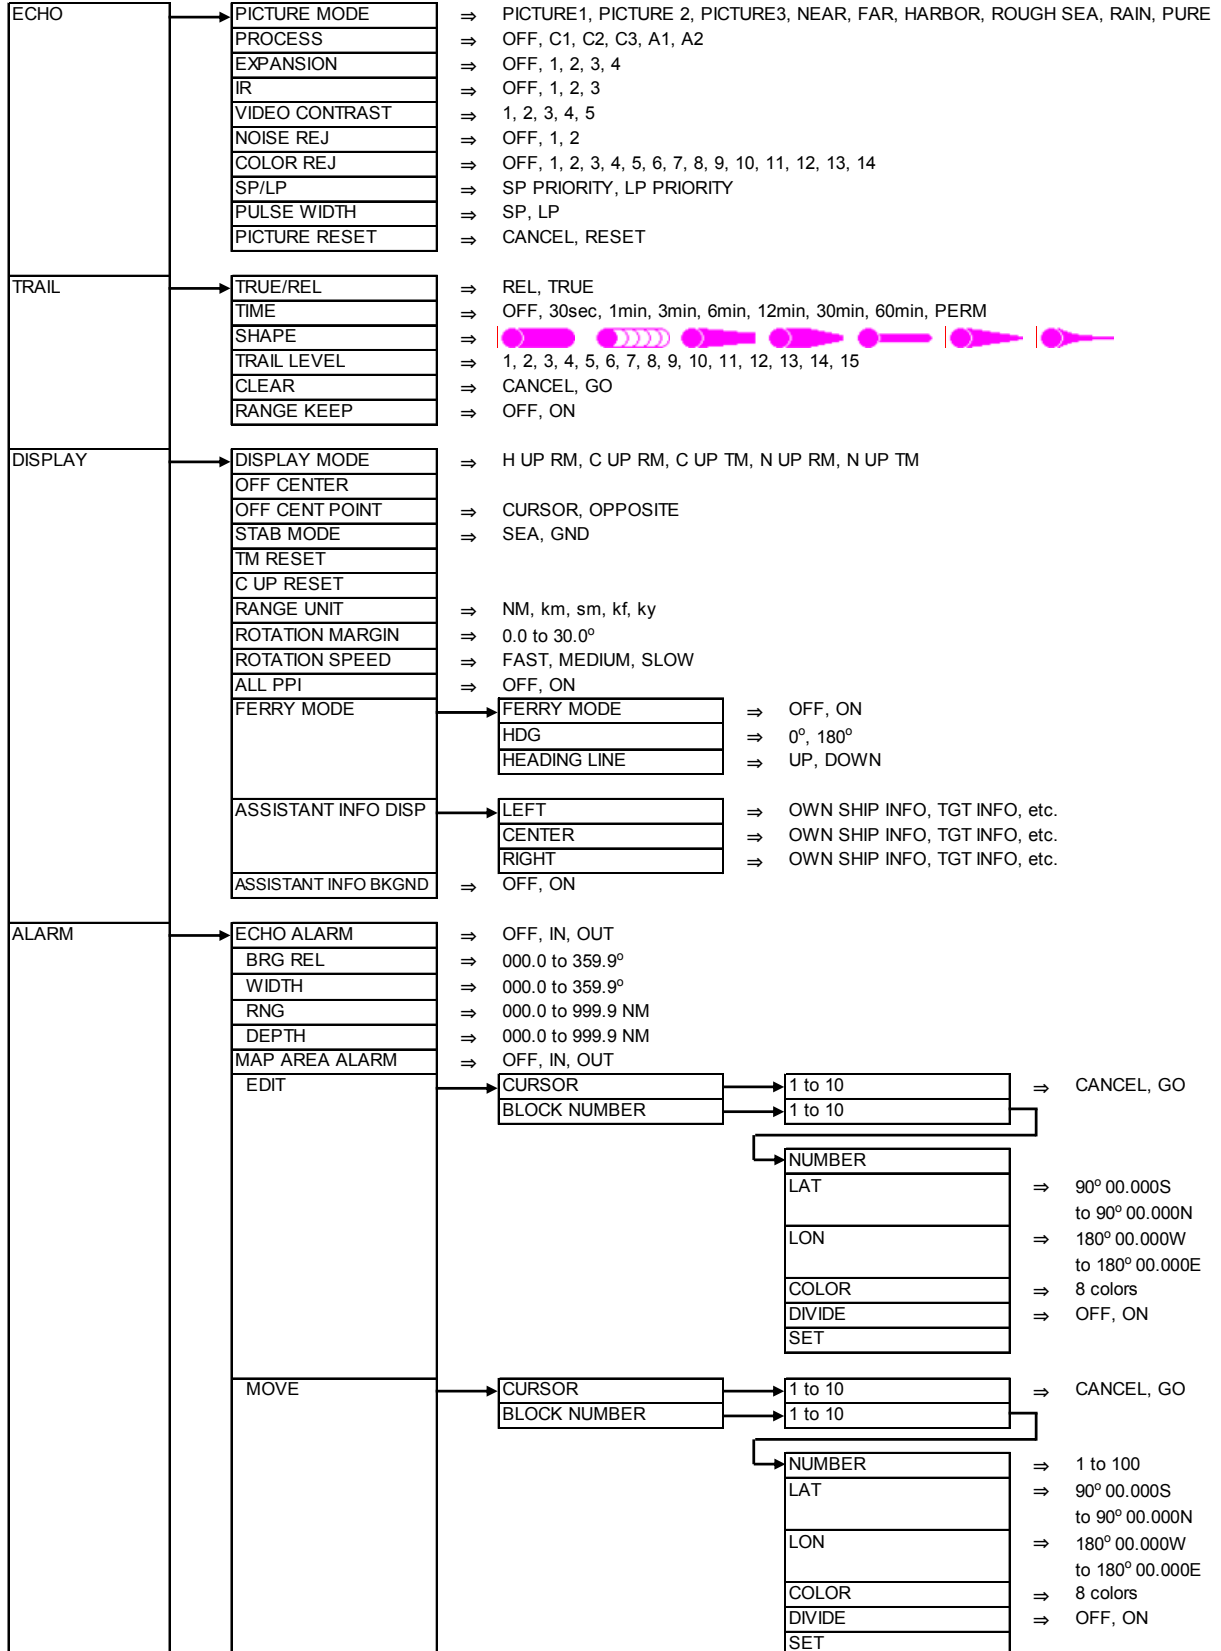 ECHO PICTURE MODE ⇒ PICTURE1, PICTURE 2, PICTURE3, NEAR, FAR, HARBOR, ROUGH SEA, RAIN, PURE
PROCESS ⇒ OFF, C1, C2, C3, A1, A2
EXPANSION ⇒ OFF, 1, 2, 3, 4
IR ⇒ OFF, 1, 2, 3
VIDEO CONTRAST ⇒ 1, 2, 3, 4, 5
NOISE REJ ⇒ OFF, 1, 2
COLOR REJ ⇒ OFF, 1, 2, 3, 4, 5, 6, 7, 8, 9, 10, 11, 12, 13, 14
SP/LP ⇒ SP PRIORITY, LP PRIORITY
PULSE WIDTH ⇒ SP, LP
PICTURE RESET ⇒ CANCEL, RESET
TRAIL TRUE/REL ⇒ REL, TRUE
TIME ⇒ OFF, 30sec, 1min, 3min, 6min, 12min, 30min, 60min, PERM
SHAPE ⇒
TRAIL LEVEL ⇒ 1, 2, 3, 4, 5, 6, 7, 8, 9, 10, 11, 12, 13, 14, 15
CLEAR ⇒ CANCEL, GO
RANGE KEEP ⇒ OFF, ON
DISPLAY DISPLAY MODE ⇒ H UP RM, C UP RM, C UP TM, N UP RM, N UP TM
OFF CENTER
OFF CENT POINT ⇒ CURSOR, OPPOSITE
STAB MODE ⇒ SEA, GND
TM RESET
C UP RESET
RANGE UNIT ⇒ NM, km, sm, kf, ky
ROTATION MARGIN ⇒ 0.0 to 30.0º
ROTATION SPEED ⇒ FAST, MEDIUM, SLOW
ALL PPI ⇒ OFF, ON
FERRY MODE FERRY MODE ⇒ OFF, ON
HDG ⇒ 0º, 180º
HEADING LINE ⇒ UP, DOWN
ASSISTANT INFO DISP LEFT ⇒ OWN SHIP INFO, TGT INFO, etc.
CENTER ⇒ OWN SHIP INFO, TGT INFO, etc.
RIGHT ⇒ OWN SHIP INFO, TGT INFO, etc.
ASSISTANT INFO BKGND ⇒ OFF, ON
ALARM ECHO ALARM ⇒ OFF, IN, OUT
BRG REL ⇒ 000.0 to 359.9º
WIDTH ⇒ 000.0 to 359.9º
RNG ⇒ 000.0 to 999.9 NM
DEPTH ⇒ 000.0 to 999.9 NM
MAP AREA ALARM ⇒ OFF, IN, OUT
EDIT CURSOR 1 to 10 ⇒ CANCEL, GO
BLOCK NUMBER 1 to 10
NUMBER
LAT ⇒ 90º 00.000S
to 90º 00.000N
LON ⇒ 180º 00.000W
to 180º 00.000E
COLOR ⇒ 8 colors
DIVIDE ⇒ OFF, ON
SET
MOVE CURSOR 1 to 10 ⇒ CANCEL, GO
BLOCK NUMBER 1 to 10
NUMBER ⇒ 1 to 100
LAT ⇒ 90º 00.000S
to 90º 00.000N
LON ⇒ 180º 00.000W
to 180º 00.000E
COLOR ⇒ 8 colors
DIVIDE ⇒ OFF, ON
SET